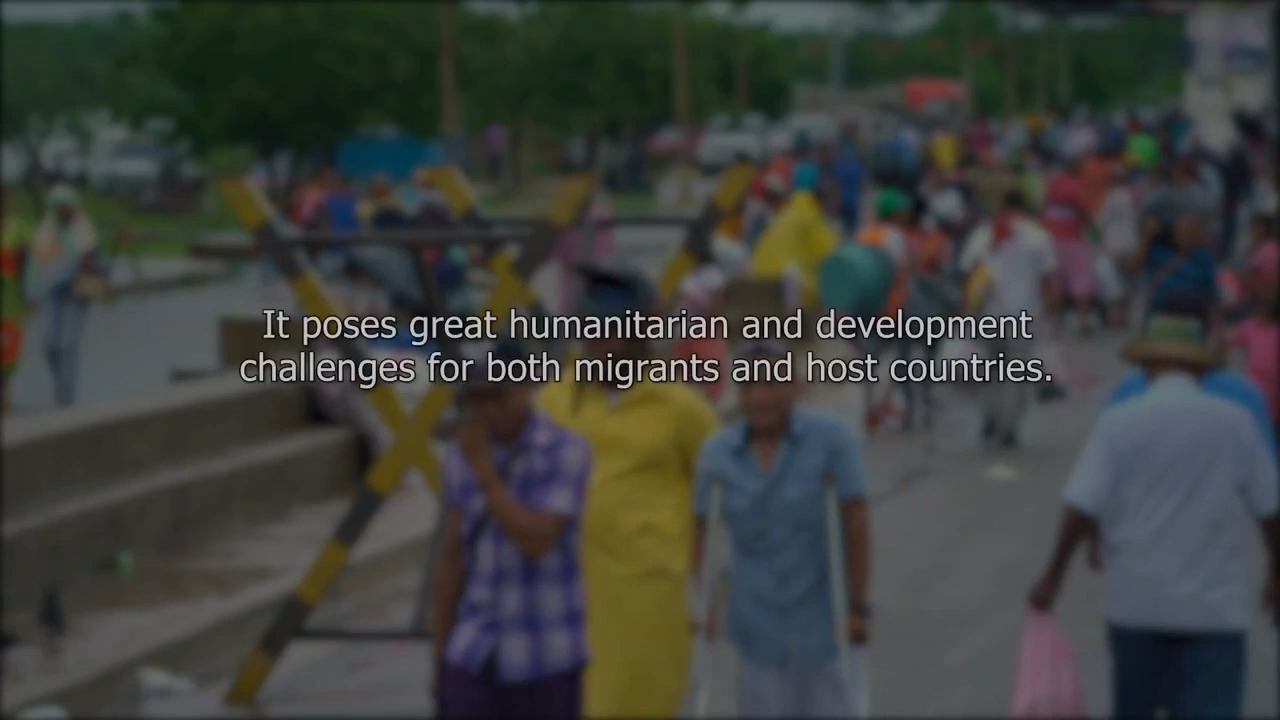 It poses great humanitarian and development
challenges for both migrants and host countries.